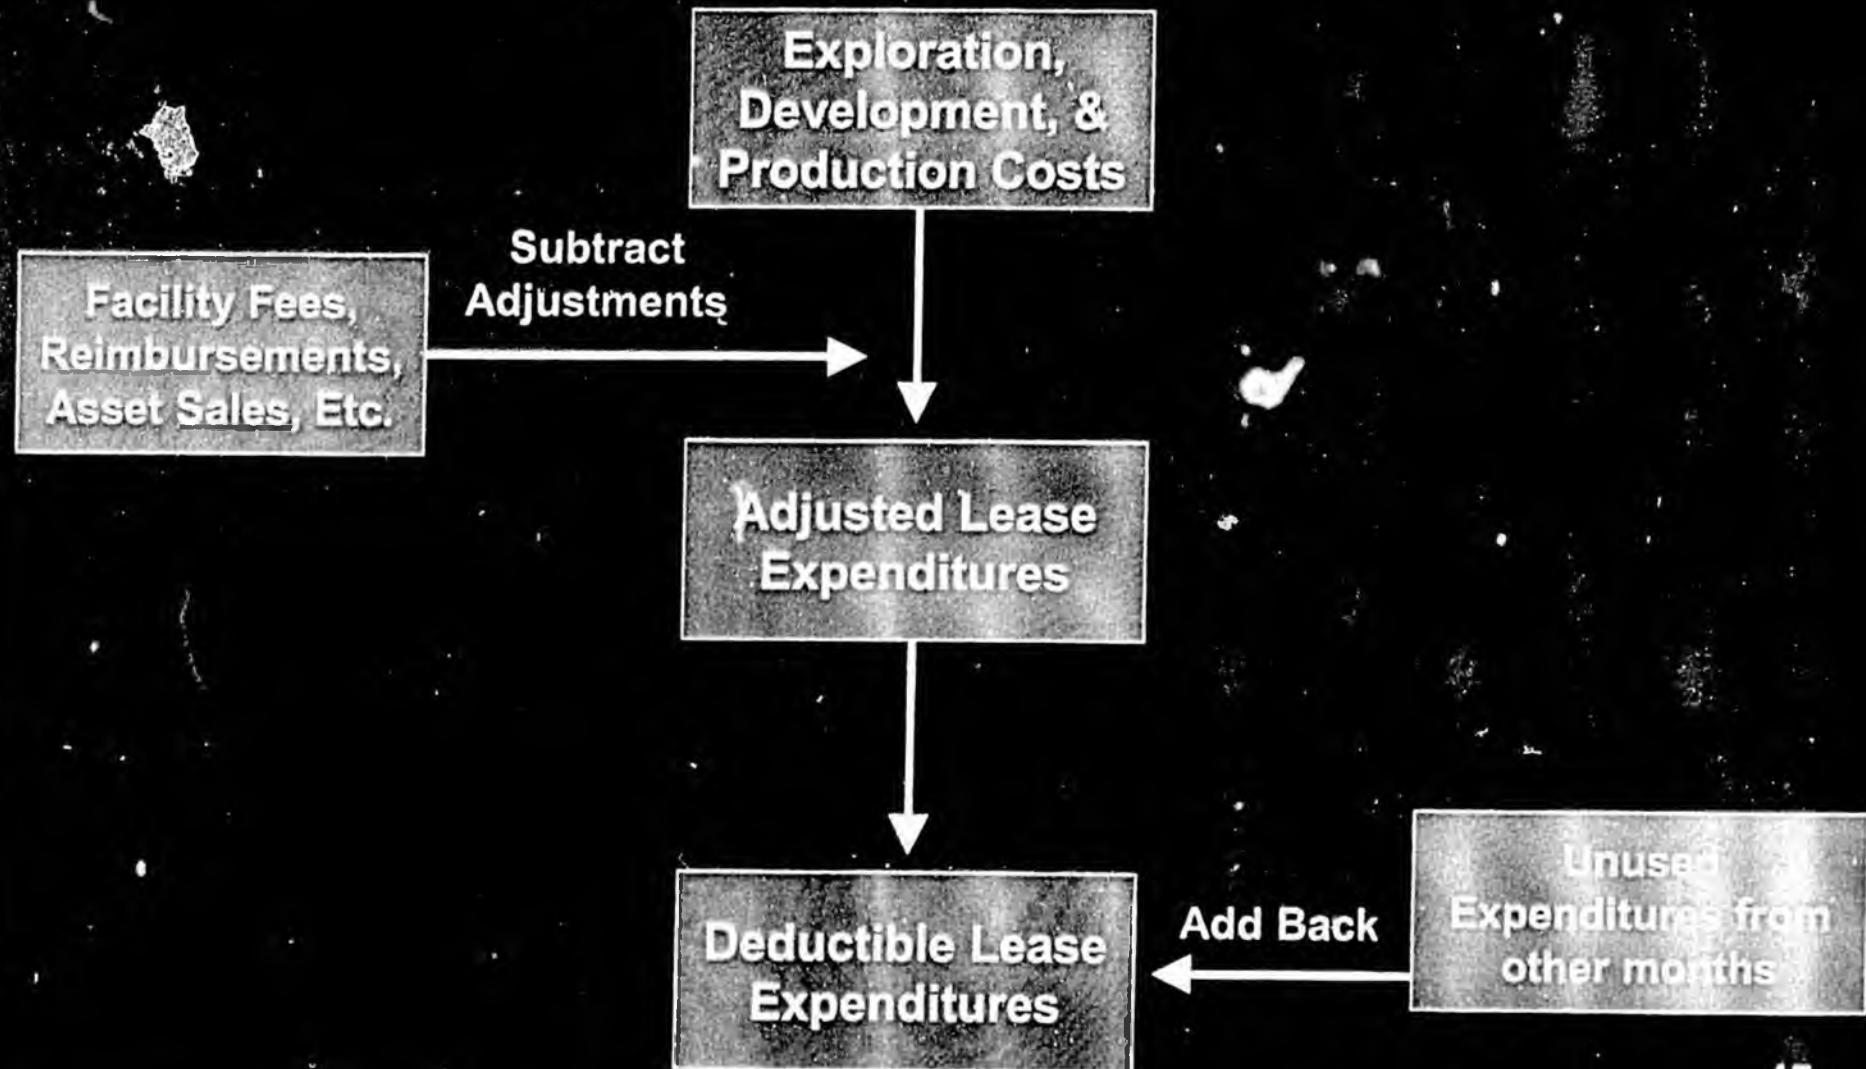 Exploration,
Development, &
Production Costs
Subtract
Adjustments
Facility Fees,
Reimbursements,
Asset Sales, Etc.
Adjusted Lease
Expenditures
Unused
Expenditures from
other months
Add Back
Deductible Lease
Expenditures